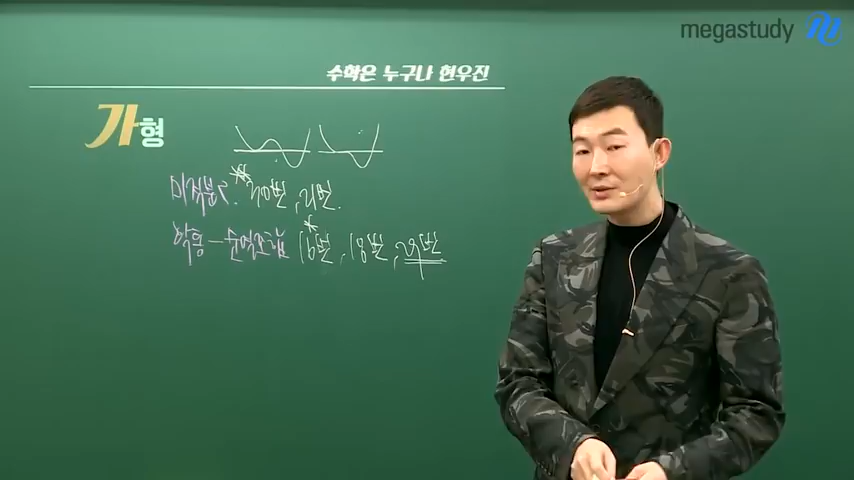 megastudy
수학은 누구나 현우진
가형
미적분 30번, 21번.
확통 - 순열조합 16번, 18번, 29번